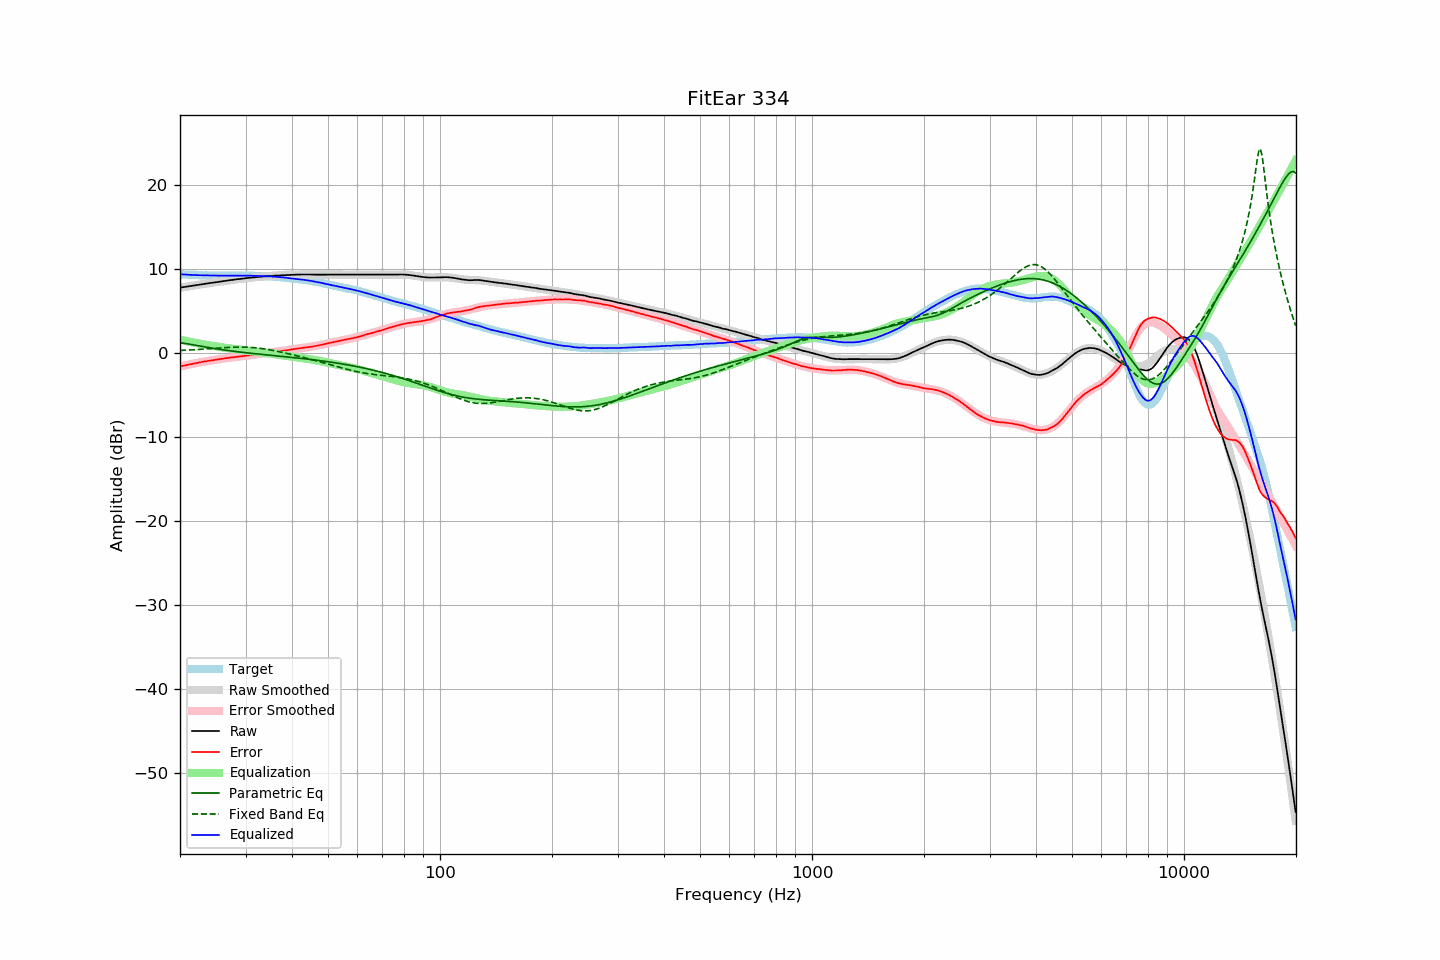 FitEar 334
Amplitude (dBr)
20
10
0
−10
−20
−30
−40
−50
Target
Raw Smoothed
Error Smoothed
Raw
Error
Equalization
Parametric Eq
Fixed Band Eq
Equalized
100
1000
10000
Frequency (Hz)